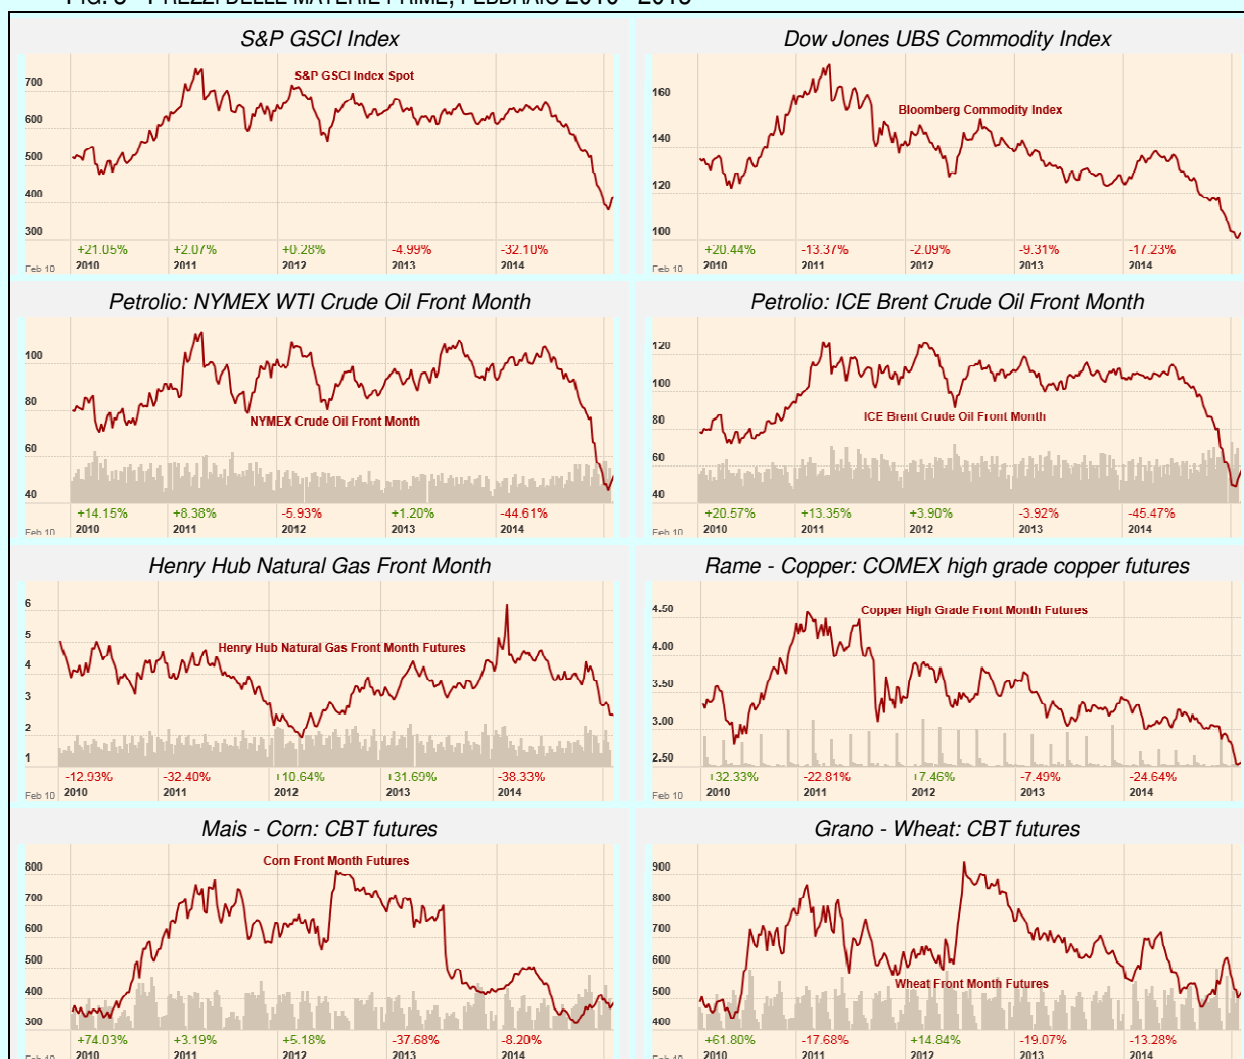 FIG. 3 - PREZZI DELLE MATERIE PRIME, FEBBRAIO 2010 - 2015
S&P GSCI Index
S&P GSCI Index Spot
700
600
500
400
300
+21.05% +2.07% +0.28% -4.99% -32.10%
Feb 10 2010 2011 2012 2013 2014
Dow Jones UBS Commodity Index
Bloomberg Commodity Index
160
140
120
100
+20.44% -13.37% -2.09% -9.31% -17.23%
Feb 10 2010 2011 2012 2013 2014
Petrolio: NYMEX WTI Crude Oil Front Month
100
80
NYMEX Crude Oil Front Month
60
40
+14.15% +8.38% -5.93% +1.20% -44.61%
Feb 10 2010 2011 2012 2013 2014
Petrolio: ICE Brent Crude Oil Front Month
120
100
ICE Brent Crude Oil Front Month
80
60
40
+20.57% +13.35% +3.90% -3.92% -45.47%
Feb 10 2010 2011 2012 2013 2014
Henry Hub Natural Gas Front Month
6
5
Henry Hub Natural Gas Front Month Futures
4
3
2
1
-12.93% -32.40% +10.64% +31.69% -38.33%
Feb 10 2010 2011 2012 2013 2014
Rame - Copper: COMEX high grade copper futures
4.50
Copper High Grade Front Month Futures
4.00
3.50
3.00
2.50
+32.33% -22.81% +7.46% -7.49% -24.64%
Feb 10 2010 2011 2012 2013 2014
Mais - Corn: CBT futures
Corn Front Month Futures
800
700
600
500
400
300
+74.03% +3.19% +5.18% -37.68% -8.20%
2010 2011 2012 2013 2014
Grano - Wheat: CBT futures
900
800
700
600
Wheat Front Month Futures
500
400
+61.80% -17.68% +14.84% -19.07% -13.28%
2010 2011 2012 2013 2014